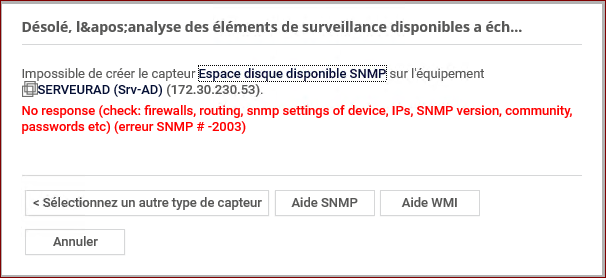 Désolé, l&apos;analyse des éléments de surveillance disponibles a éch...
Impossible de créer le capteur Espace disque disponible SNMP sur l'équipement
SERVEURAD (Srv-AD) (172.30.230.53).
No response (check: firewalls, routing, snmp settings of device, IPs, SNMP version, community,
passwords etc) (erreur SNMP # -2003)
< Sélectionnez un autre type de capteur
Aide SNMP
Aide WMI
Annuler